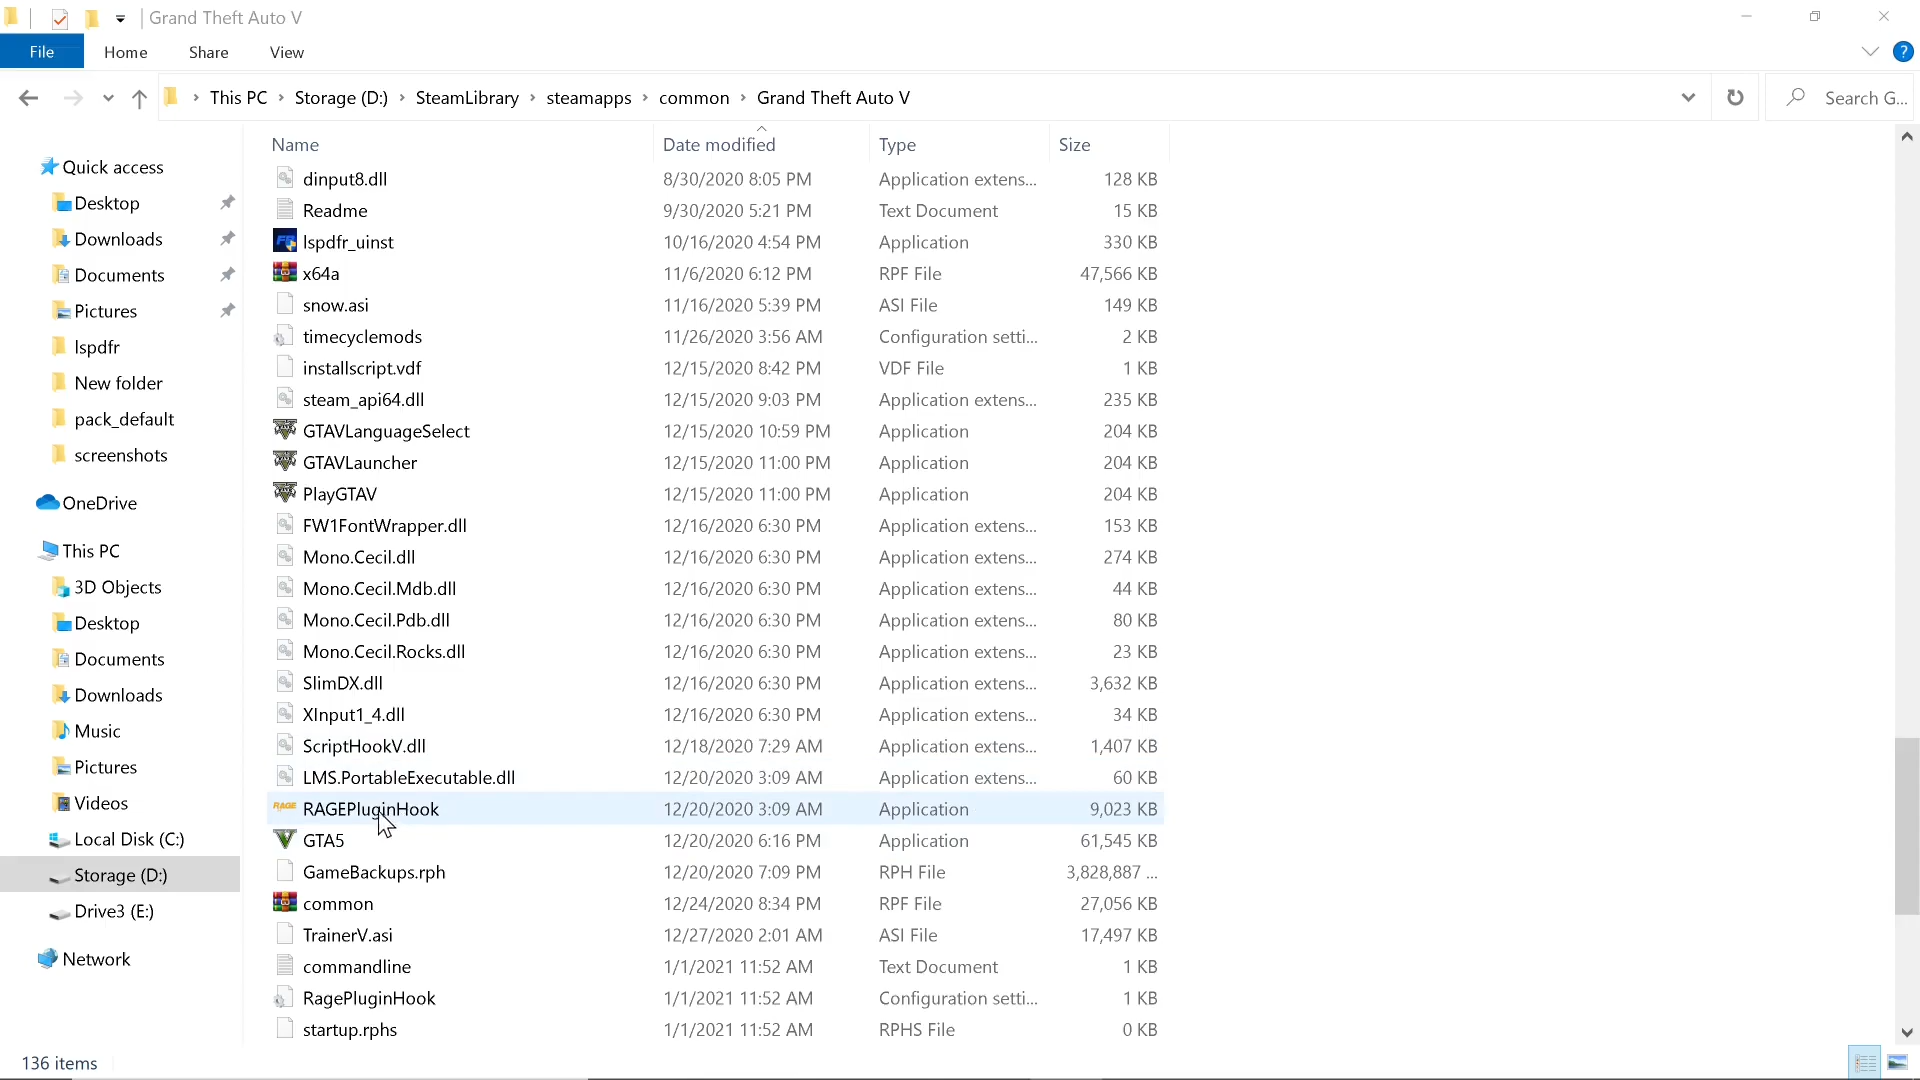 Grand Theft Auto V
File Home Share View
This PC Storage (D:) SteamLibrary steamapps common Grand Theft Auto V Search G...
Name Date modified Type Size
Quick access
Desktop
Downloads
Documents
Pictures
lspdfr
New folder
pack_default
screenshots
OneDrive
This PC
3D Objects
Desktop
Documents
Downloads
Music
Pictures
Videos
Local Disk (C:)
Storage (D:)
Drive3 (E:)
Network
dinput8.dll 8/30/2020 8:05 PM Application extens... 128 KB
Readme 9/30/2020 5:21 PM Text Document 15 KB
lspdfr_uinst 10/16/2020 4:54 PM Application 330 KB
x64a 11/6/2020 6:12 PM RPF File 47,566 KB
snow.asi 11/16/2020 5:39 PM ASI File 149 KB
timecyclemods 11/26/2020 3:56 AM Configuration setti... 2 KB
installscript.vdf 12/15/2020 8:42 PM VDF File 1 KB
steam_api64.dll 12/15/2020 9:03 PM Application extens... 235 KB
GTAVLanguageSelect 12/15/2020 10:59 PM Application 204 KB
GTAVLauncher 12/15/2020 11:00 PM Application 204 KB
PlayGTAV 12/15/2020 11:00 PM Application 204 KB
FW1FontWrapper.dll 12/16/2020 6:30 PM Application extens... 153 KB
Mono.Cecil.dll 12/16/2020 6:30 PM Application extens... 274 KB
Mono.Cecil.Mdb.dll 12/16/2020 6:30 PM Application extens... 44 KB
Mono.Cecil.Pdb.dll 12/16/2020 6:30 PM Application extens... 80 KB
Mono.Cecil.Rocks.dll 12/16/2020 6:30 PM Application extens... 23 KB
SlimDX.dll 12/16/2020 6:30 PM Application extens... 3,632 KB
XInput1_4.dll 12/16/2020 6:30 PM Application extens... 34 KB
ScriptHookV.dll 12/18/2020 7:29 AM Application extens... 1,407 KB
LMS.PortableExecutable.dll 12/20/2020 3:09 AM Application extens... 60 KB
RAGE RAGEPluginHook 12/20/2020 3:09 AM Application 9,023 KB
GTA5 12/20/2020 6:16 PM Application 61,545 KB
GameBackups.rph 12/20/2020 7:09 PM RPH File 3,828,887 ...
common 12/24/2020 8:34 PM RPF File 27,056 KB
TrainerV.asi 12/27/2020 2:01 AM ASI File 17,497 KB
commandline 1/1/2021 11:52 AM Text Document 1 KB
RagePluginHook 1/1/2021 11:52 AM Configuration setti... 1 KB
startup.rphs 1/1/2021 11:52 AM RPHS File 0 KB
136 items